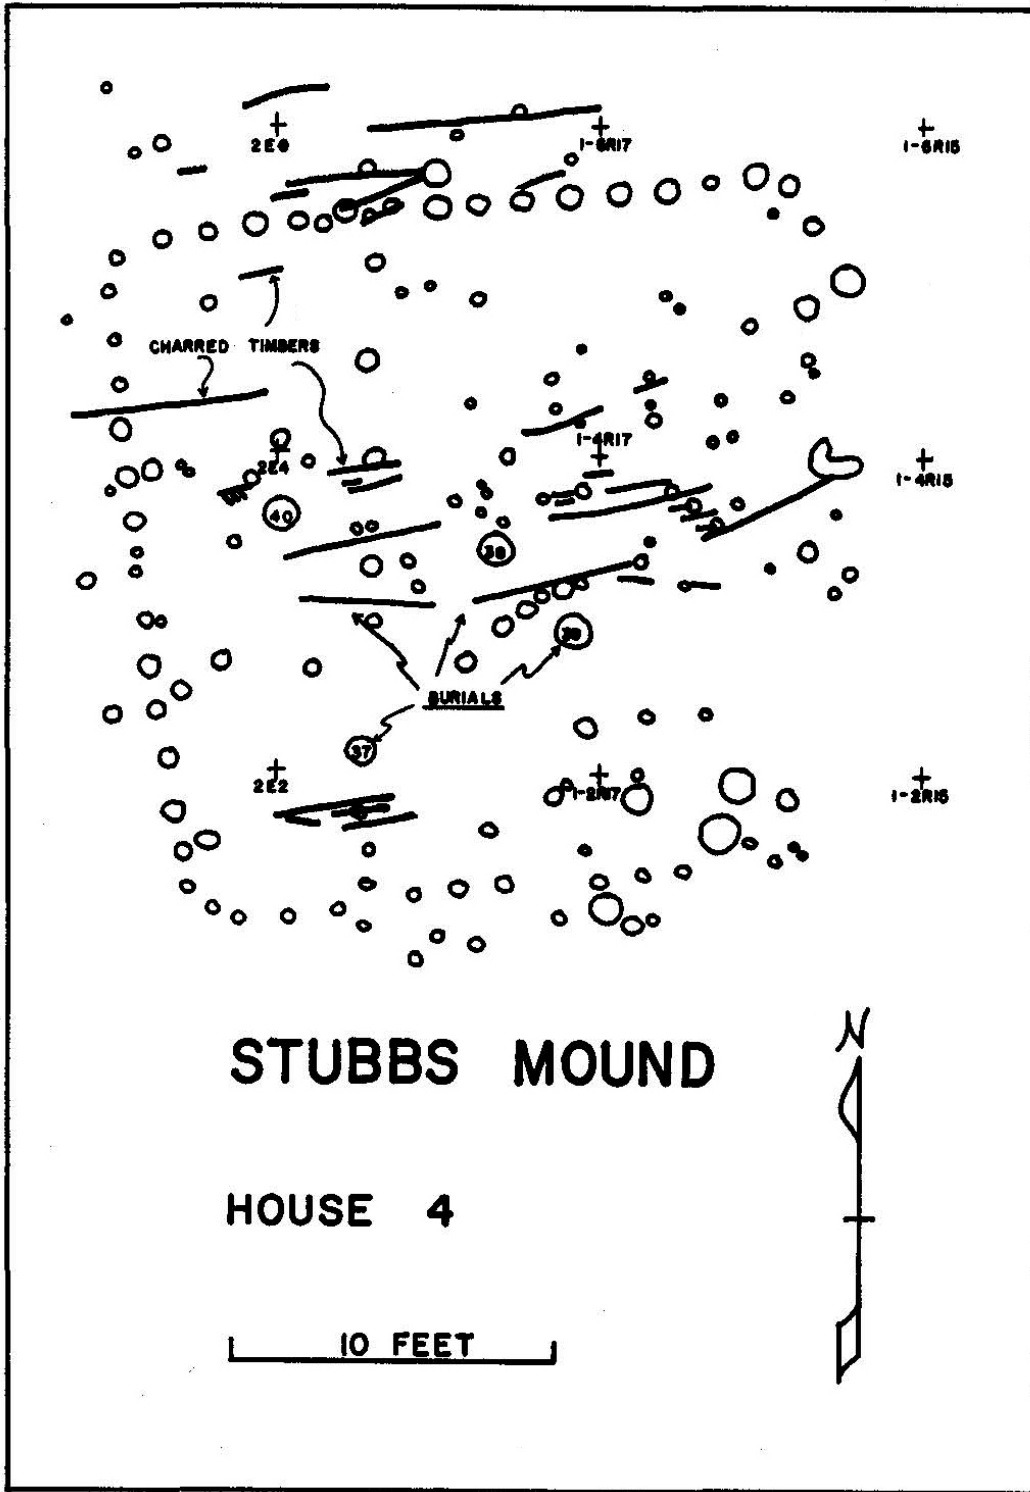 2E6 1-6R17 1-6R15
CHARRED TIMBERS
1-4R17
2E4 1-4R15
40
38
39
BURIALS
37
2E2 1-2R17 1-2R15
N
STUBBS MOUND
HOUSE 4
10 FEET